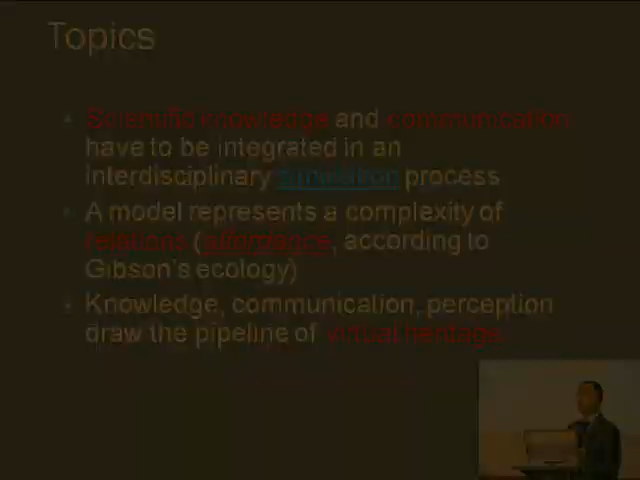 Topics
Scientific knowledge and communication
have to be integrated in an
interdisciplinary simulation process
A model represents a complexity of
relations (affordance, according to
Gibson's ecology)
Knowledge, communication, perception
draw the pipeline of virtual heritage